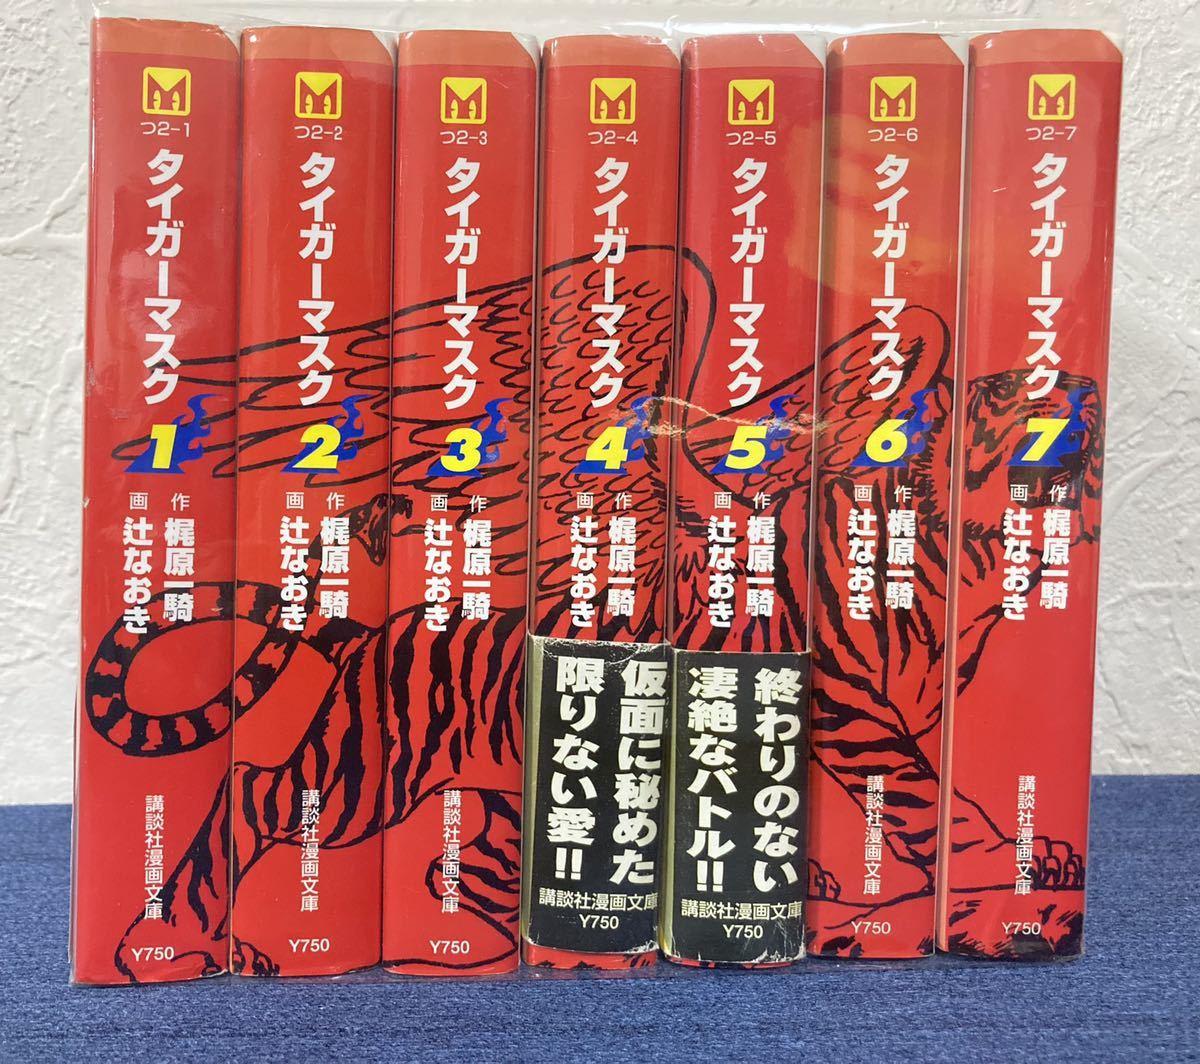 つ2-1
タイガーマスク
1
作 梶原一騎
画 辻なおき
講談社漫画文庫
Y750
つ2-2
タイガーマスク
2
作 梶原一騎
画 辻なおき
講談社漫画文庫
Y750
つ2-3
タイガーマスク
3
作 梶原一騎
画 辻なおき
講談社漫画文庫
Y750
つ2-4
タイガーマスク
4
作 梶原一騎
画 辻なおき
仮面に秘めた
限りない愛!!
講談社漫画文庫
Y750
つ2-5
タイガーマスク
5
作 梶原一騎
画 辻なおき
終わりのない
凄絶なバトル!!
講談社漫画文庫
Y750
つ2-6
タイガーマスク
6
作 梶原一騎
画 辻なおき
講談社漫画文庫
Y750
つ2-7
タイガーマスク
7
作 梶原一騎
画 辻なおき
講談社漫画文庫
Y750